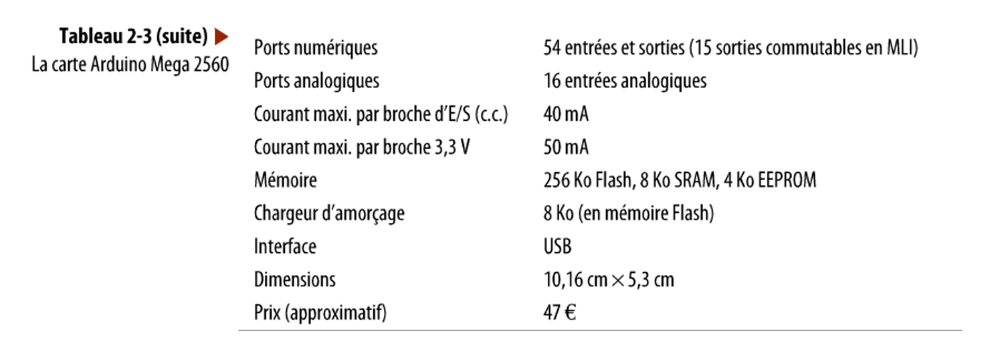 Tableau 2-3 (suite) ▶
La carte Arduino Mega 2560
Ports numériques 54 entrées et sorties (15 sorties commutables en MLI)
Ports analogiques 16 entrées analogiques
Courant maxi. par broche d’E/S (c.c.) 40 mA
Courant maxi. par broche 3,3 V 50 mA
Mémoire 256 Ko Flash, 8 Ko SRAM, 4 Ko EEPROM
Chargeur d’amorçage 8 Ko (en mémoire Flash)
Interface USB
Dimensions 10,16 cm × 5,3 cm
Prix (approximatif) 47 €